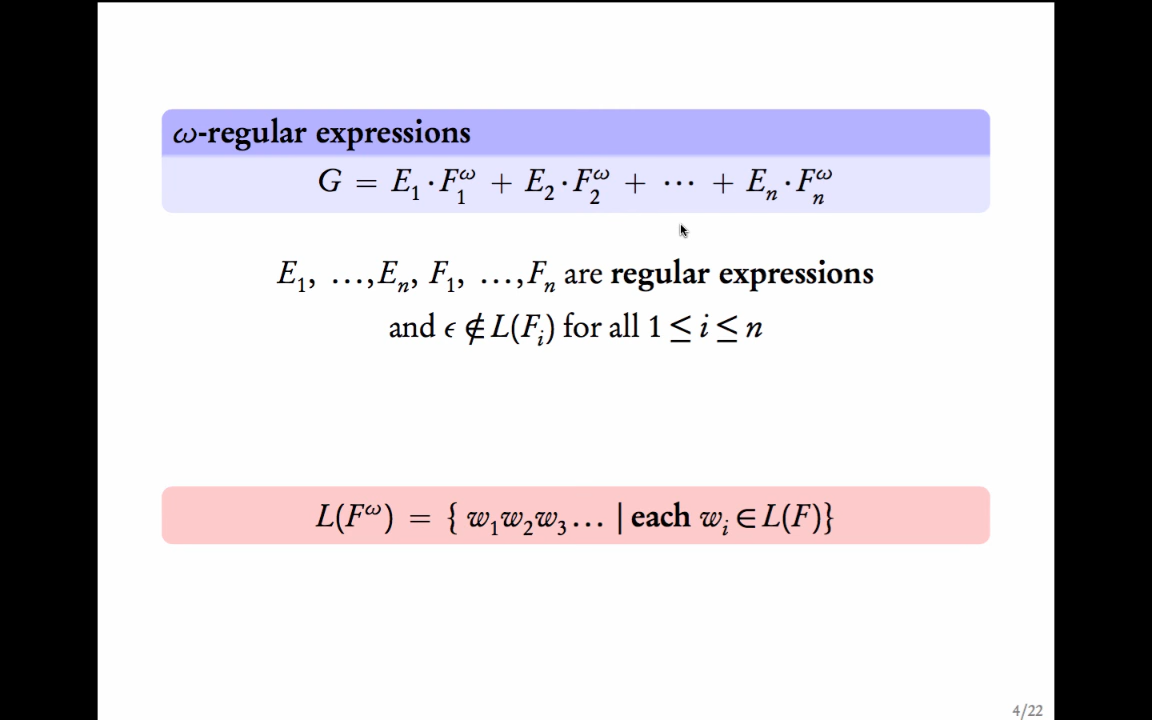 ω-regular expressions
G = E₁ · F₁^ω + E₂ · F₂^ω + ⋯ + Eₙ · Fₙ^ω
E₁, …, Eₙ, F₁, …, Fₙ are regular expressions
and ϵ ∉ L(Fᵢ) for all 1 ≤ i ≤ n
L(F^ω) = { w₁w₂w₃… | each wᵢ ∈ L(F)}
4/22